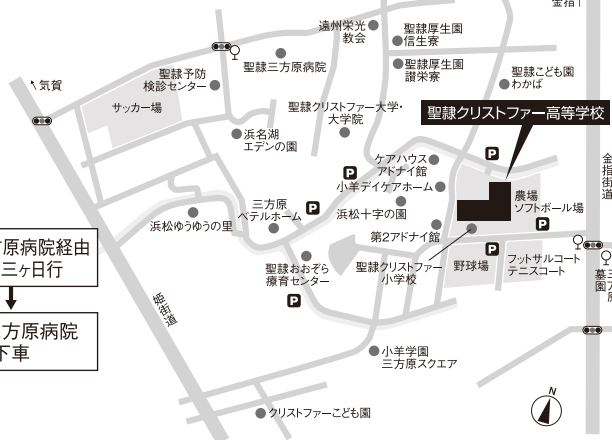 遠州栄光
教会
聖隷厚生園
信生寮
聖隷三方原病院
聖隷厚生園
讃栄寮
聖隷予防
検診センター
気賀
聖隷こども園
わかば
サッカー場
聖隷クリストファー大学・
大学院
聖隷クリストファー高等学校
浜名湖
エデンの園
P
ケアハウス
アドナイ館
P
金指街道
小羊デイケアホーム
農場
ソフトボール場
三方原
ベテルホーム
P
浜松十字の園
浜松ゆうゆうの里
第2アドナイ館
P
方原病院経由
三ヶ日行
聖隷おおぞら
療育センター
聖隷クリストファー
小学校
野球場
P
フットサルコート
テニスコート
P
姫街道
方原病院
下車
小羊学園
三方原スクエア
クリストファーこども園
N